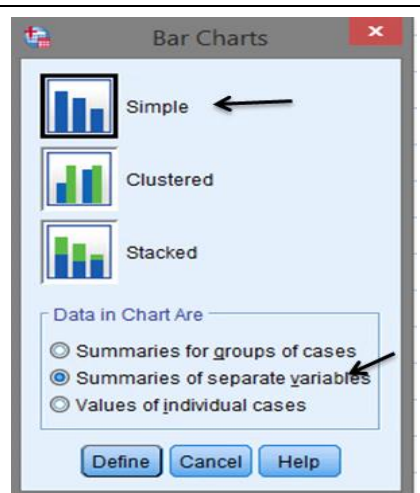 Bar Charts
Simple
Clustered
Stacked
Data in Chart Are
Summaries for groups of cases
Summaries of separate variables
Values of individual cases
Define Cancel Help